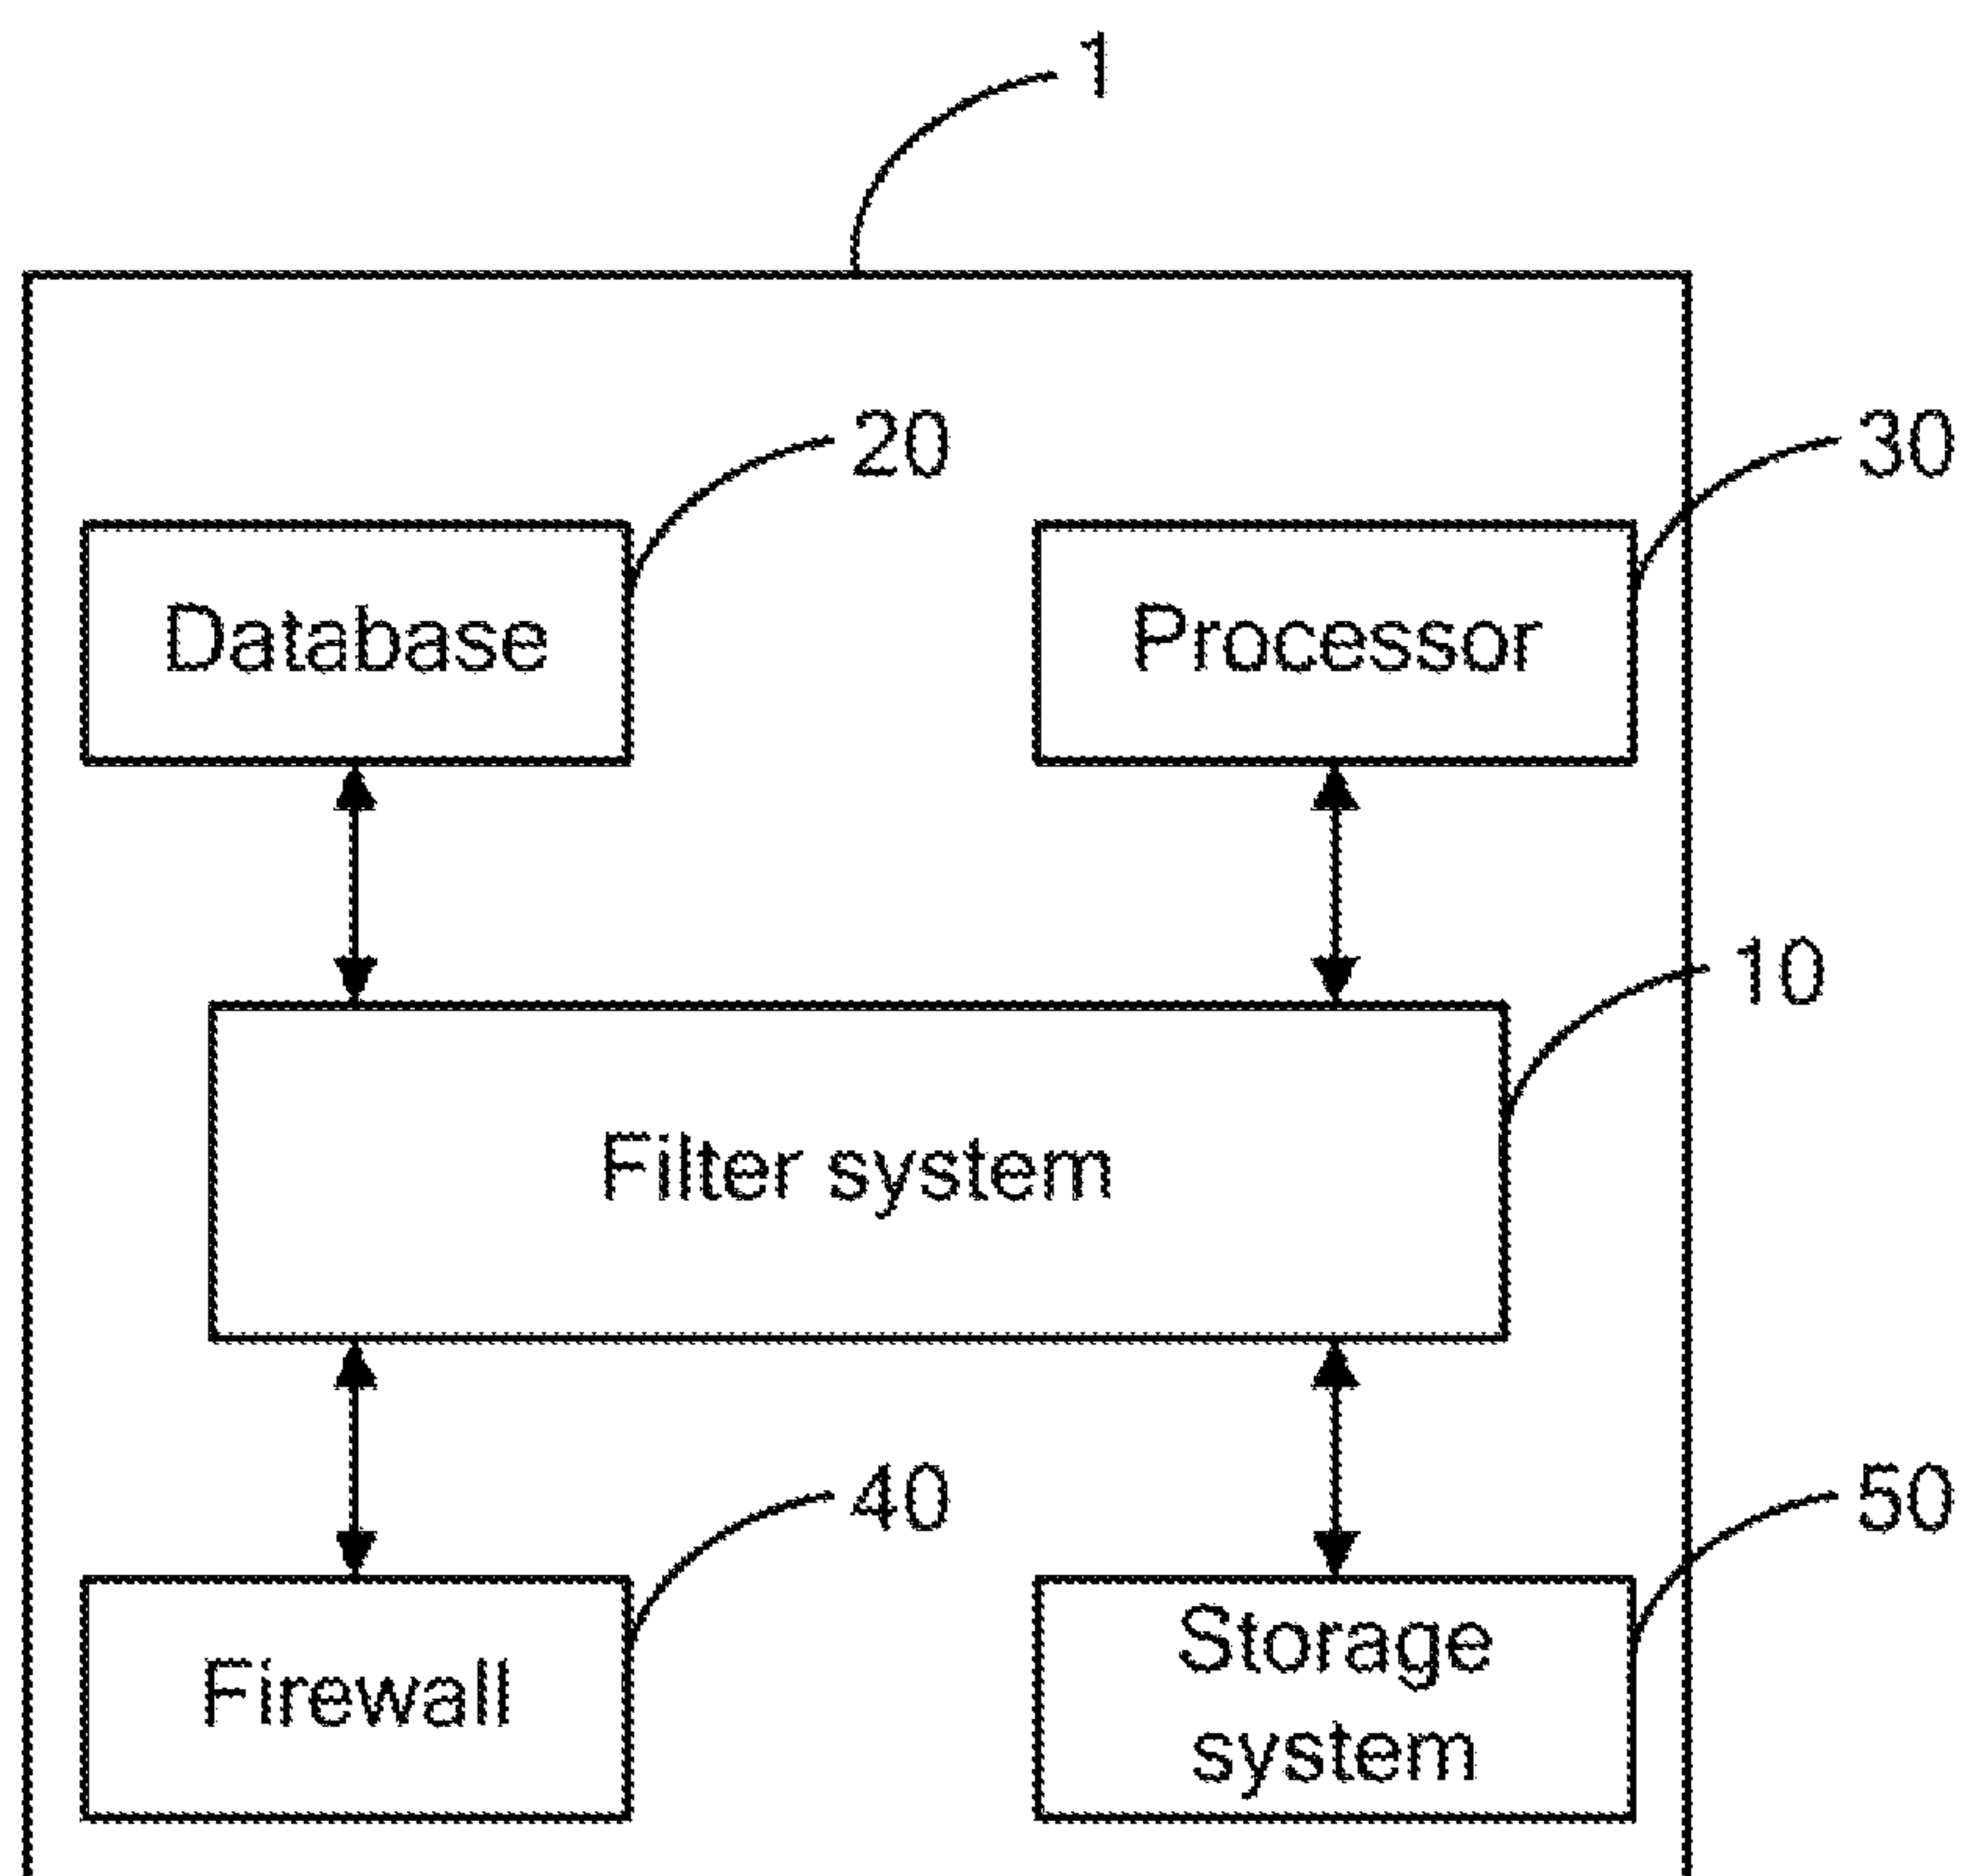 1
20
30
Database
Processor
10
Filter system
40
50
Firewall
Storage
system